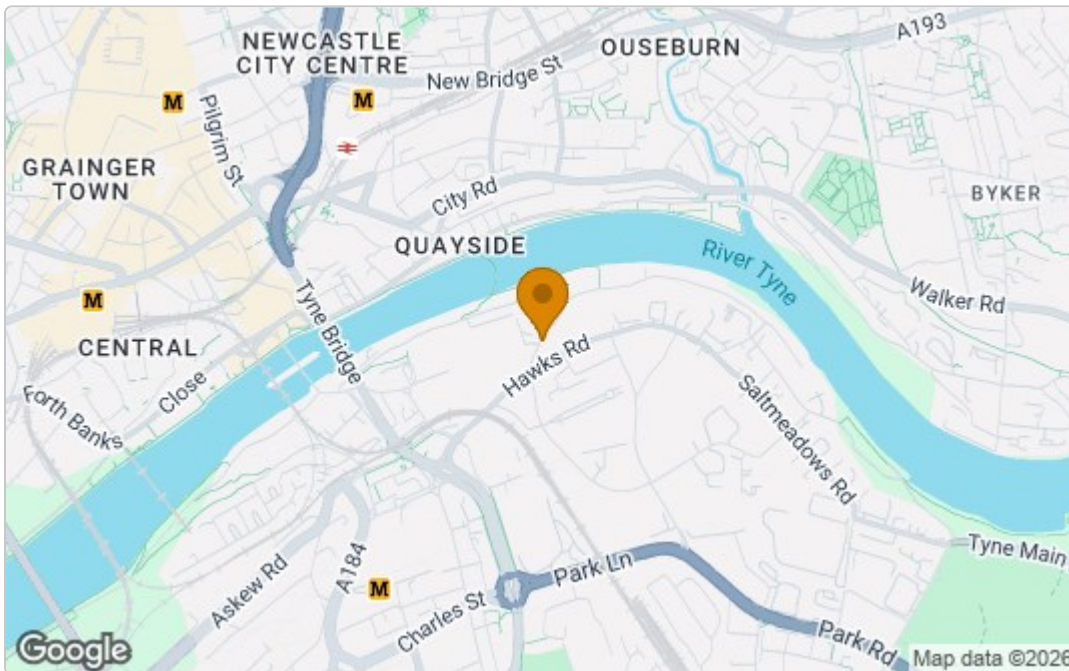 NEWCASTLE
CITY CENTRE
OUSEBURN
A193
New Bridge St
M
M
Pilgrim St
GRAINGER
TOWN
City Rd
BYKER
QUAYSIDE
River Tyne
Walker Rd
M
Tyne Bridge
CENTRAL
Close
Hawks Rd
Forth Banks
Saltmeadows Rd
Tyne Main
Askew Rd
A184
M
Park Ln
Charles St
Park Rd
Google
Map data ©2026